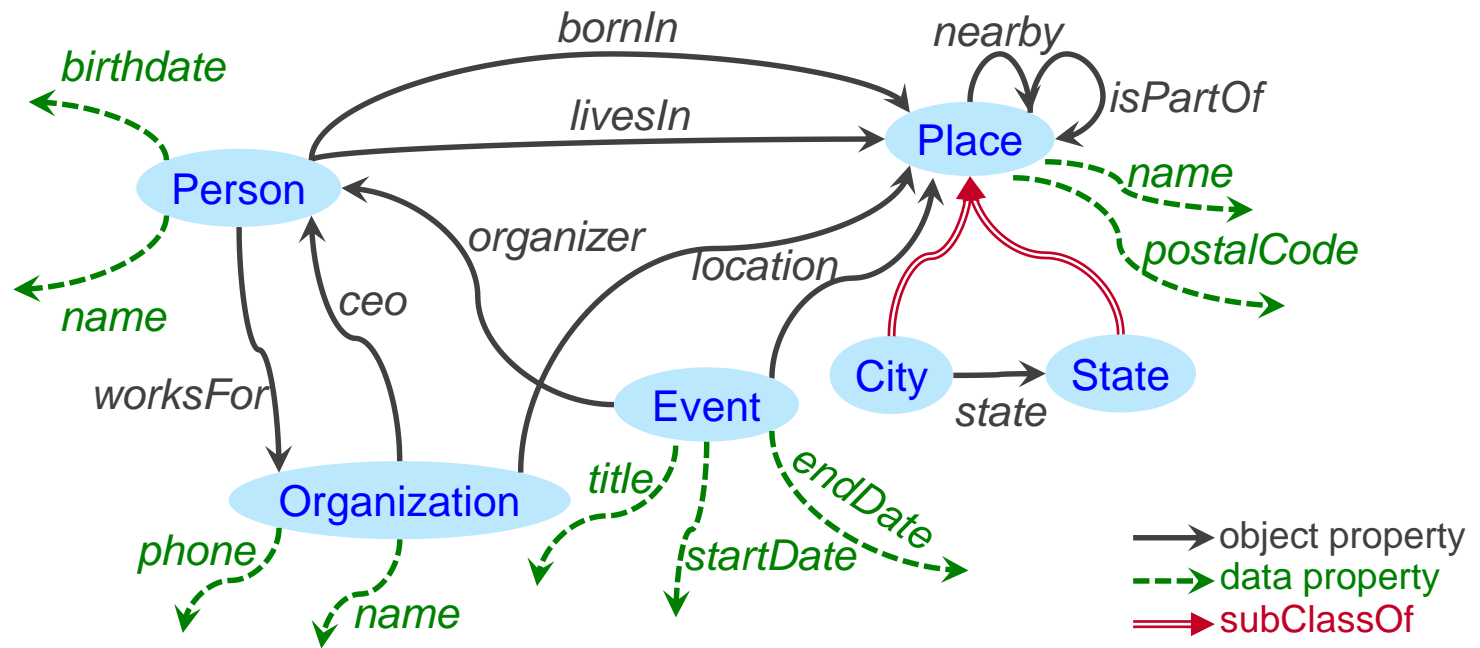 bornIn
nearby
birthdate
livesIn
isPartOf
Place
Person
name
organizer
location
postalCode
name
ceo
worksFor
City
State
state
Event
Organization
title
endDate
phone
startDate
name
object property
data property
subClassOf